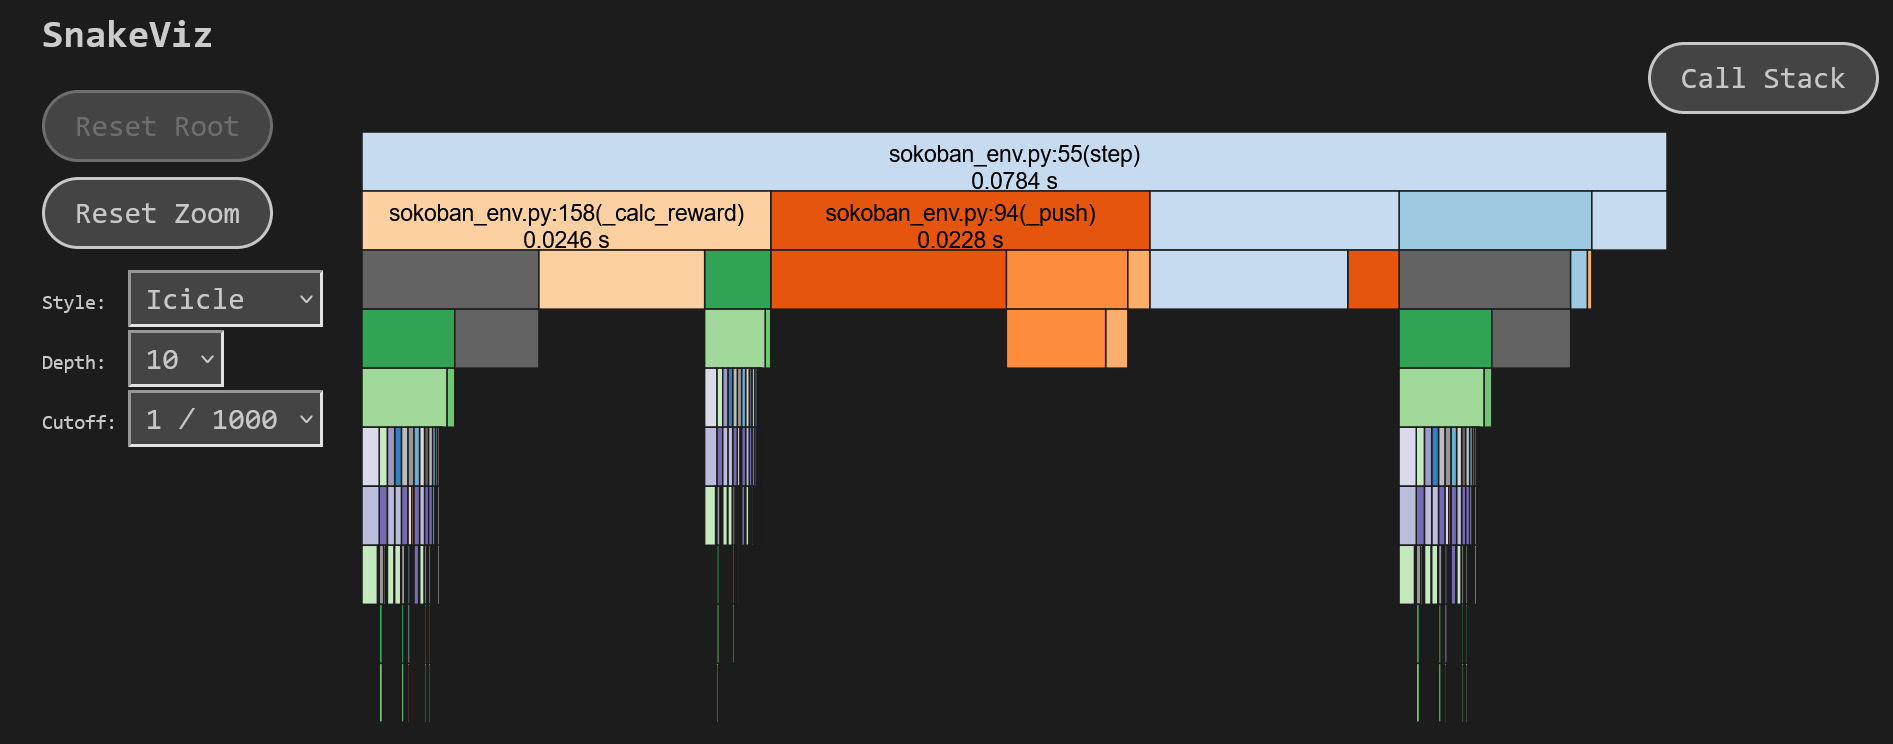 SnakeViz
Call Stack
Reset Root
Reset Zoom
Style: Icicle
Depth: 10
Cutoff: 1 / 1000
sokoban_env.py:55(step)
0.0784 s
sokoban_env.py:158(_calc_reward)
0.0246 s
sokoban_env.py:94(_push)
0.0228 s